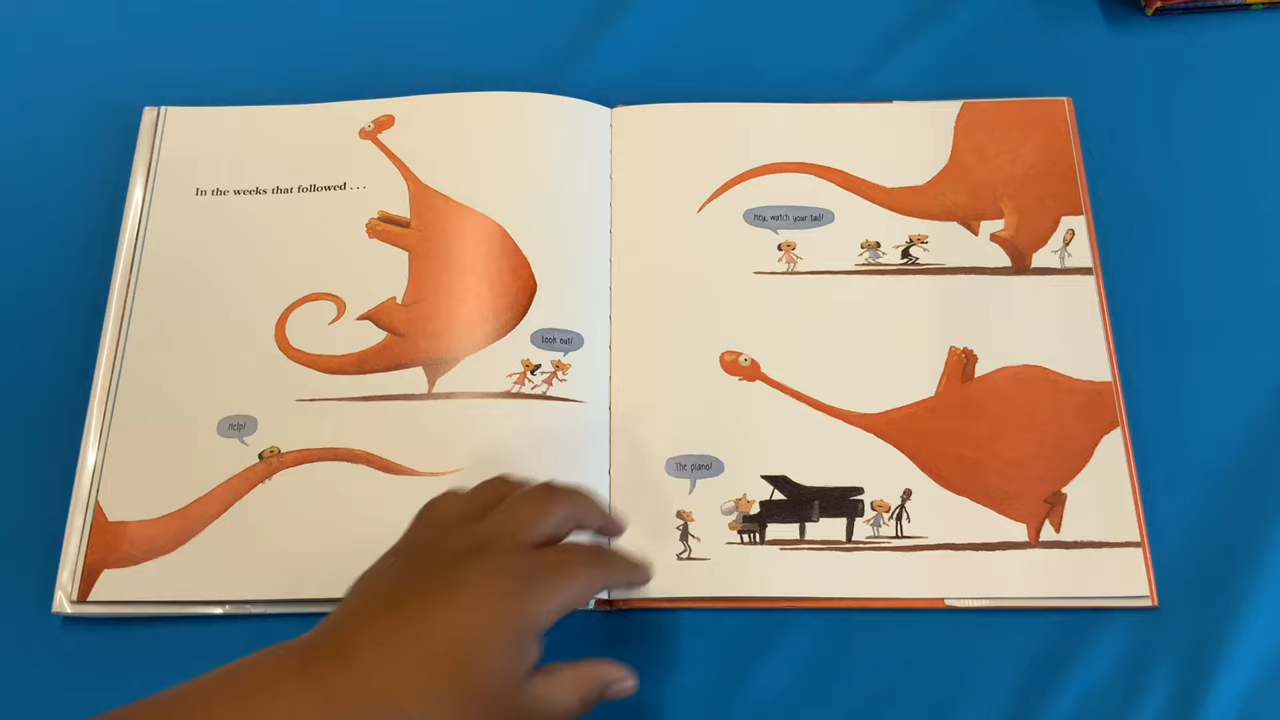 In the weeks that followed . . .
Look out!
Help!
Hey, watch your tail!
The piano!